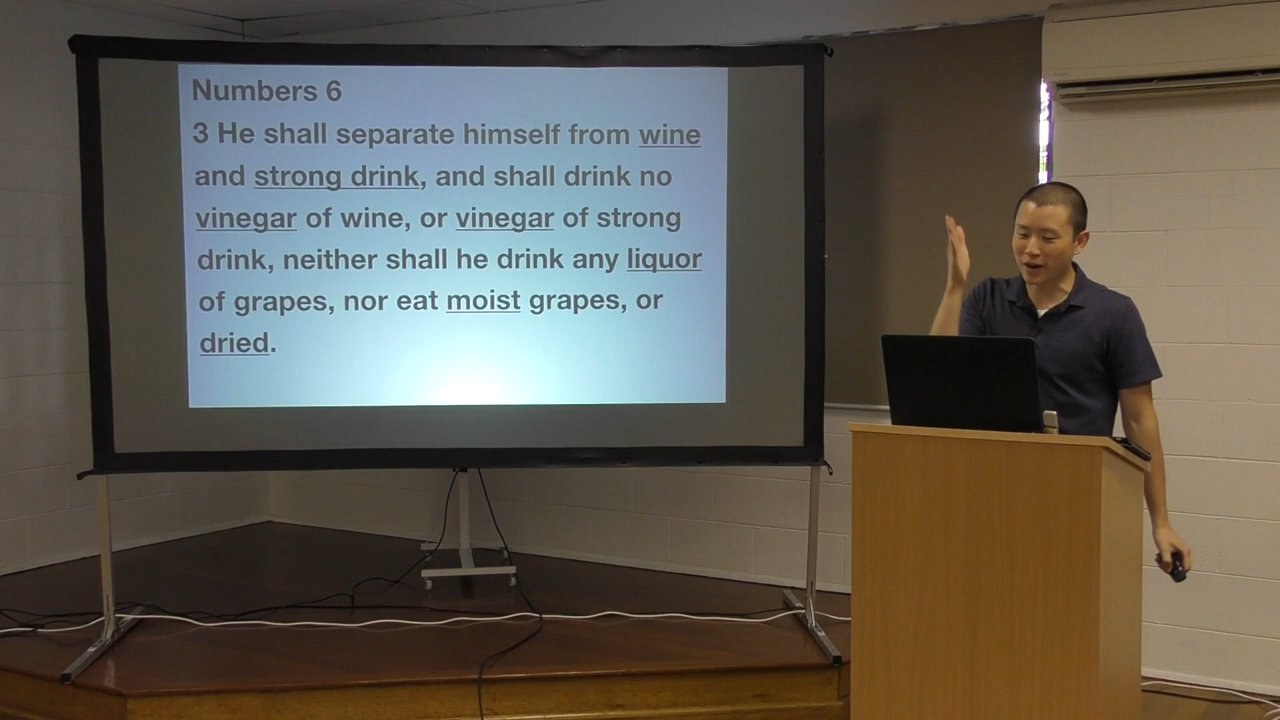 Numbers 6
3 He shall separate himself from wine
and strong drink, and shall drink no
vinegar of wine, or vinegar of strong
drink, neither shall he drink any liquor
of grapes, nor eat moist grapes, or
dried.